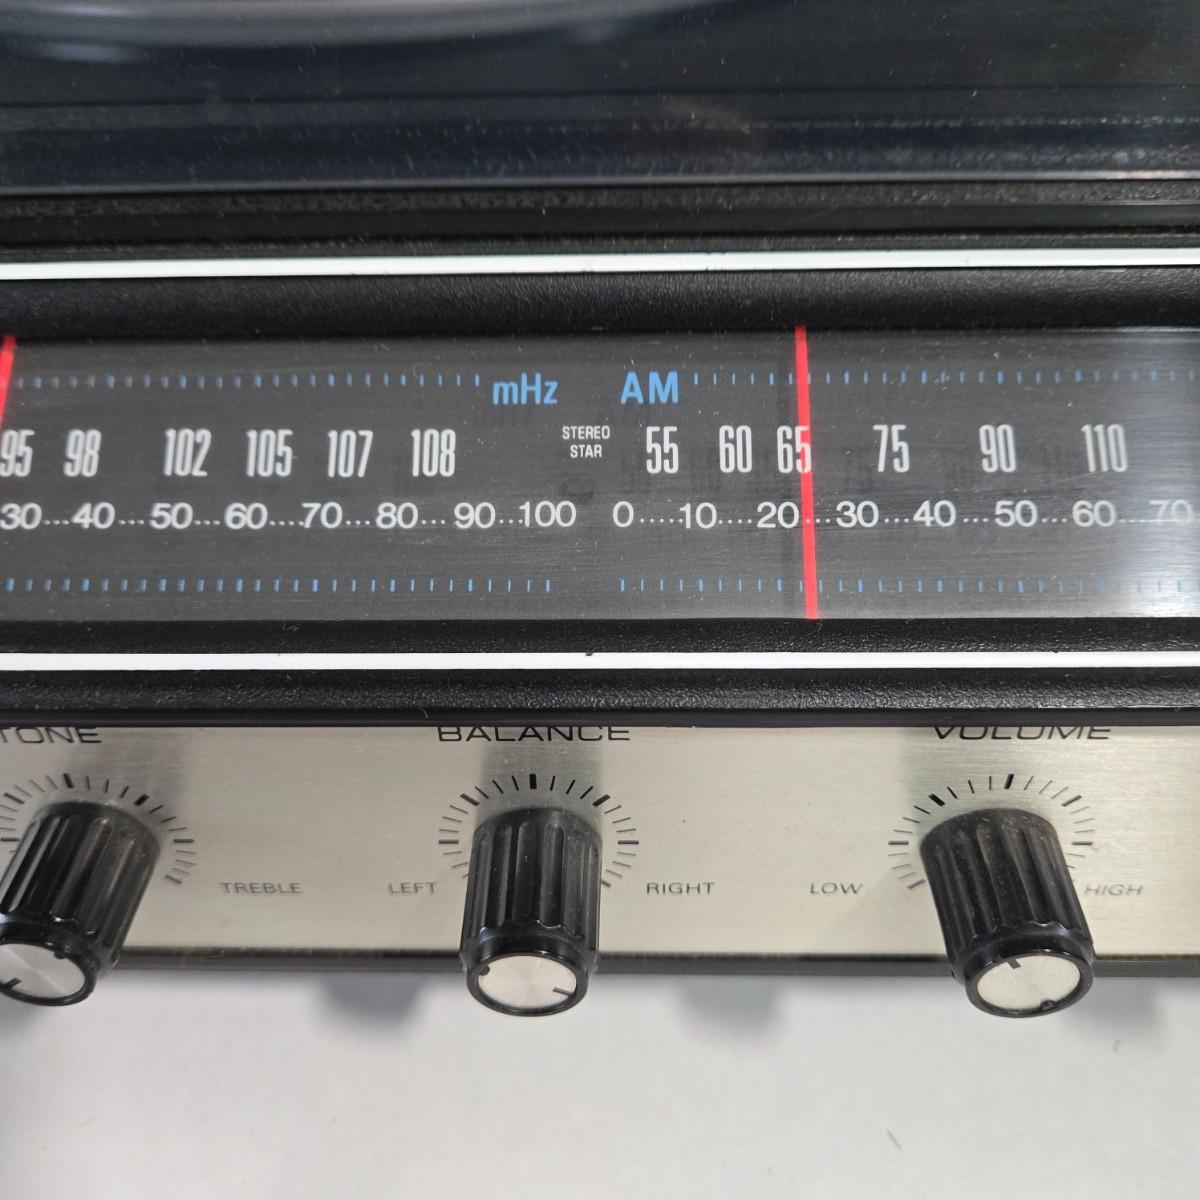 mHz AM
95 98 102 105 107 108 STEREO STAR 55 60 65 75 90 110
30...40...50...60....70...80...90...100 0....10....20...30...40...50...60...70
TONE BALANCE VOLUME
TREBLE LEFT RIGHT LOW HIGH